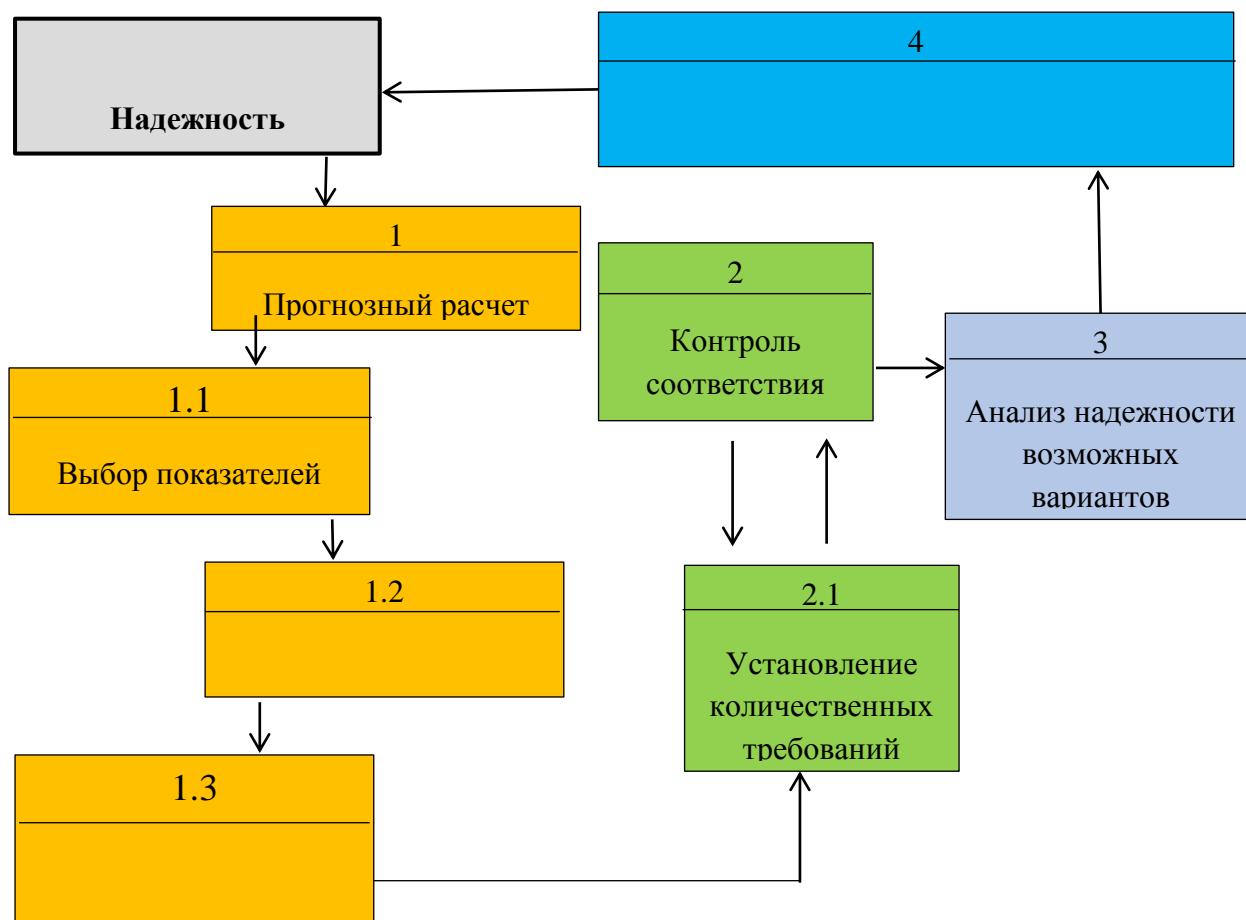 Надежность
4
1
Прогнозный расчет
2
Контроль
соответствия
3
Анализ надежности
возможных
вариантов
1.1
Выбор показателей
1.2
2.1
Установление
количественных
требований
1.3